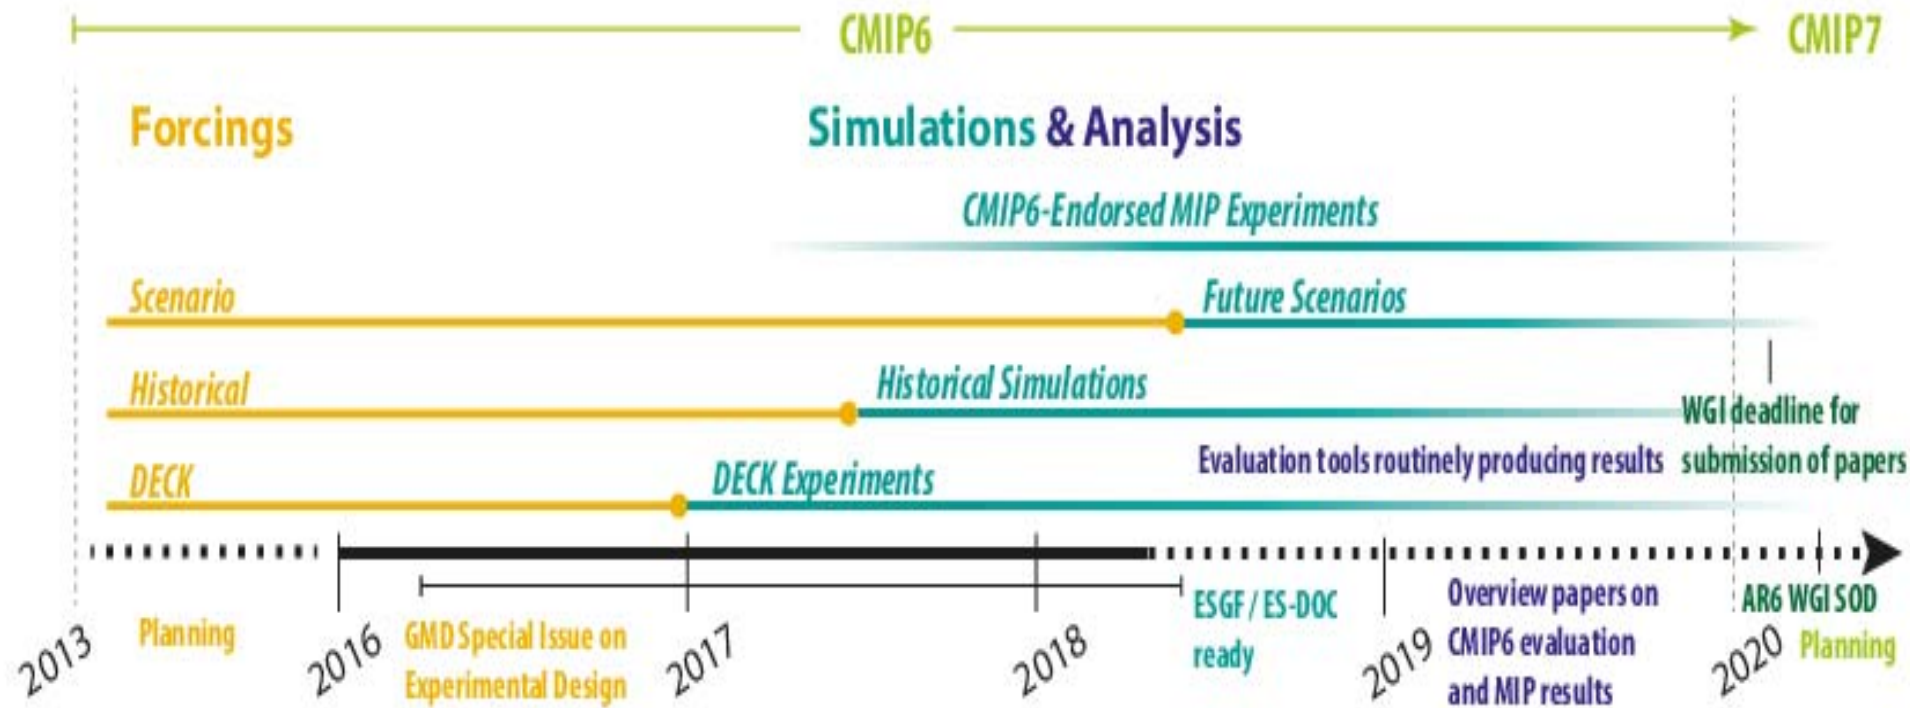 CMIP6
CMIP7
Forcings
Simulations & Analysis
CMIP6-Endorsed MIP Experiments
Scenario
Future Scenarios
Historical
Historical Simulations
WGI deadline for
submission of papers
Evaluation tools routinely producing results
DECK
DECK Experiments
2013
Planning
2016
GMD Special Issue on
Experimental Design
2017
2018
ESGF / ES-DOC
ready
2019
Overview papers on
CMIP6 evaluation
and MIP results
2020
AR6 WGI SOD
Planning